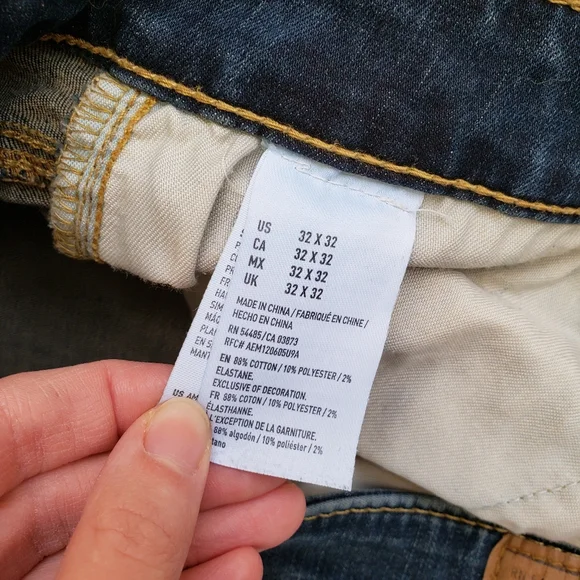 US 32 X 32
CA 32 X 32
MX 32 X 32
UK 32 X 32
MADE IN CHINA / FABRIQUÉ EN CHINE /
HECHO EN CHINA
RN 54485 / CA 03873
RFC# AEM120605U9A
EN 88% COTTON / 10% POLYESTER / 2%
ELASTANE.
EXCLUSIVE OF DECORATION.
FR 88% COTON / 10% POLYESTER / 2%
ÉLASTHANNE.
L'EXCEPTION DE LA GARNITURE.
88% algodón / 10% poliéster / 2%